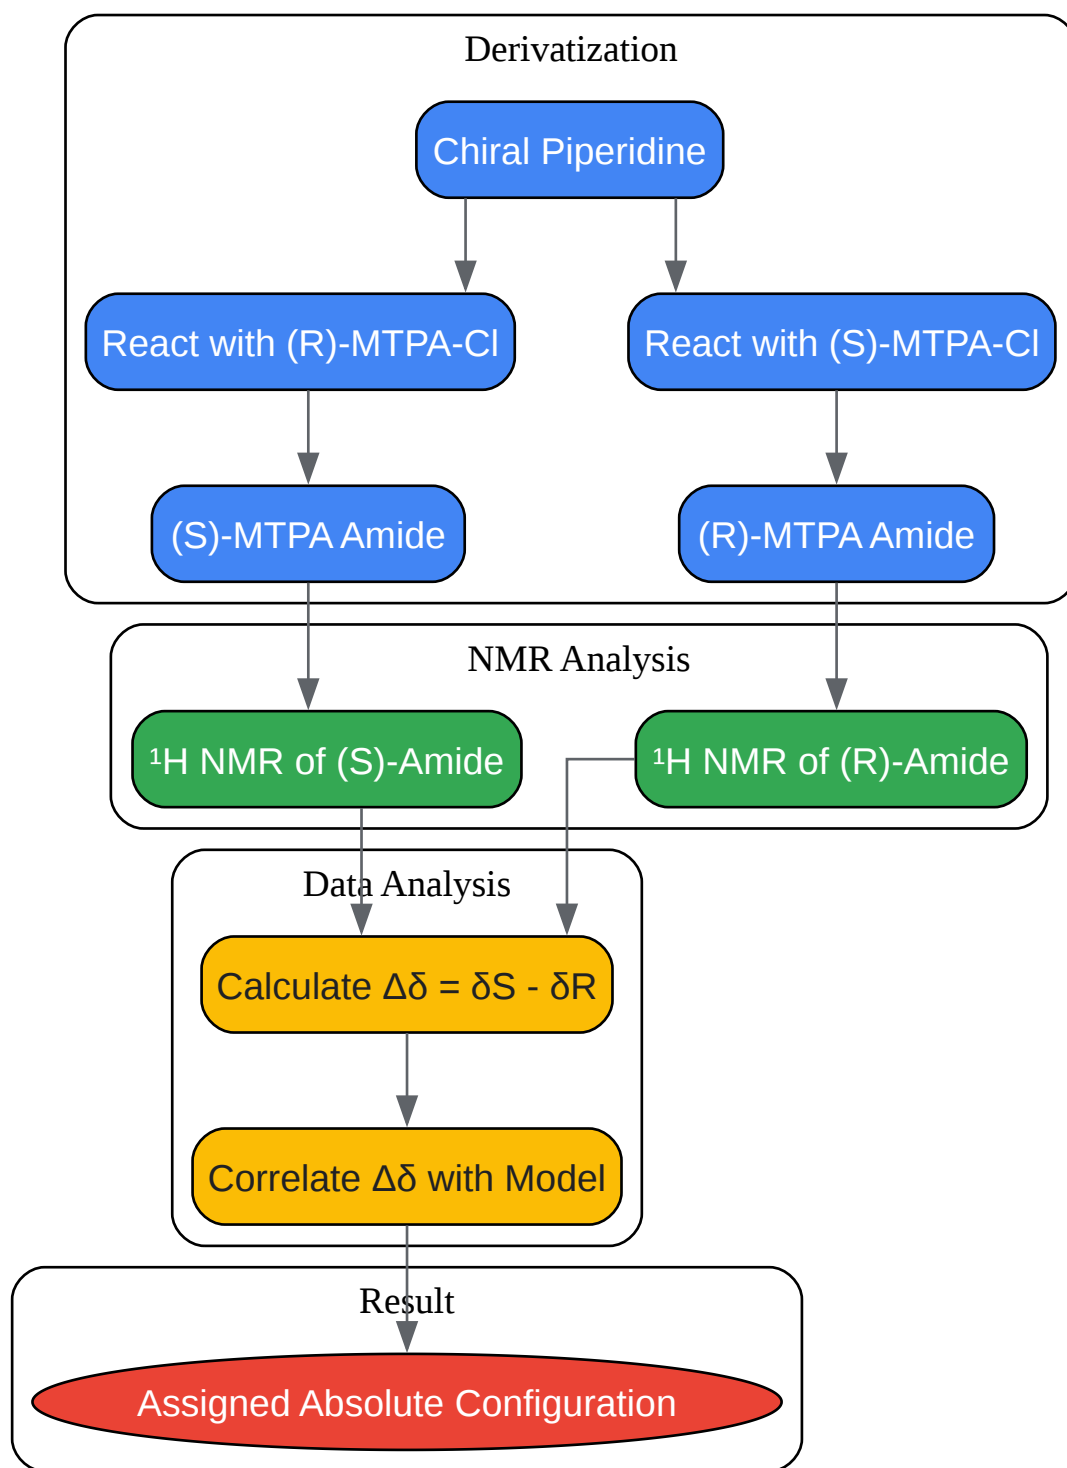 Derivatization
Chiral Piperidine
React with (R)-MTPA-Cl
React with (S)-MTPA-Cl
(S)-MTPA Amide
(R)-MTPA Amide
NMR Analysis
¹H NMR of (S)-Amide
¹H NMR of (R)-Amide
Data Analysis
Calculate Δδ = δS - δR
Correlate Δδ with Model
Result
Assigned Absolute Configuration